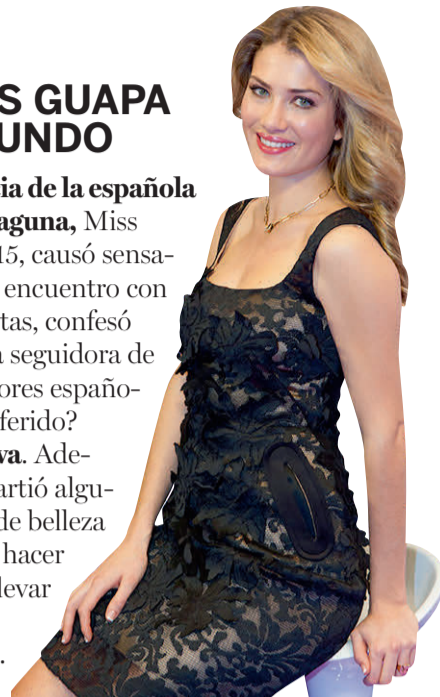 S GUAPA
UNDO
tia de la española
aguna, Miss
15, causó sensa-
encuentro con
tas, confesó
a seguidora de
ores españo-
ferido?
va. Ade-
artió algu-
de belleza
hacer
levar
.